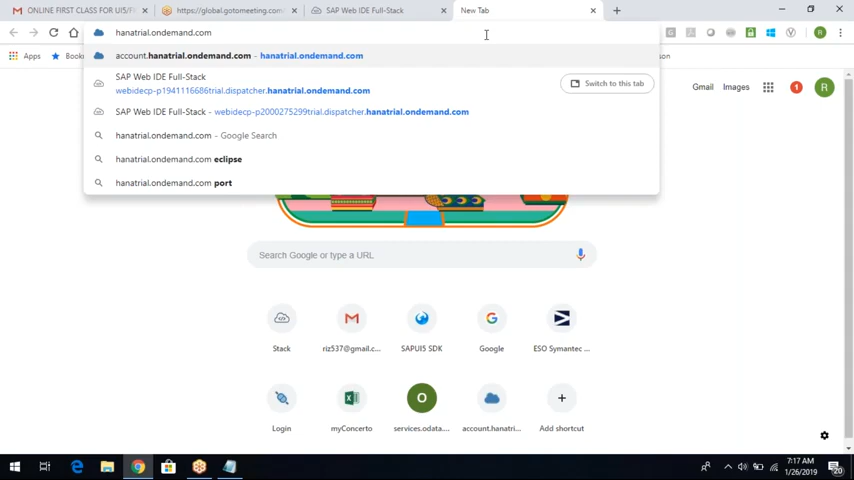 ONLINE FIRST CLASS FOR UI5/F
https://global.gotomeeting.com
SAP Web IDE Full-Stack
New Tab
hanatrial.ondemand.com
account.hanatrial.ondemand.com - hanatrial.ondemand.com
SAP Web IDE Full-Stack
webidecp-p1941116686trial.dispatcher.hanatrial.ondemand.com
Switch to this tab
SAP Web IDE Full-Stack - webidecp-p2000275299trial.dispatcher.hanatrial.ondemand.com
hanatrial.ondemand.com - Google Search
hanatrial.ondemand.com eclipse
hanatrial.ondemand.com port
Apps
Book
son
Gmail Images 1 R
Search Google or type a URL
Stack riz537@gmail.c... SAPUI5 SDK Google ESO Symantec ...
O
Login myConcerto services.odata.... account.hanatri... Add shortcut
7:17 AM
1/26/2019
20